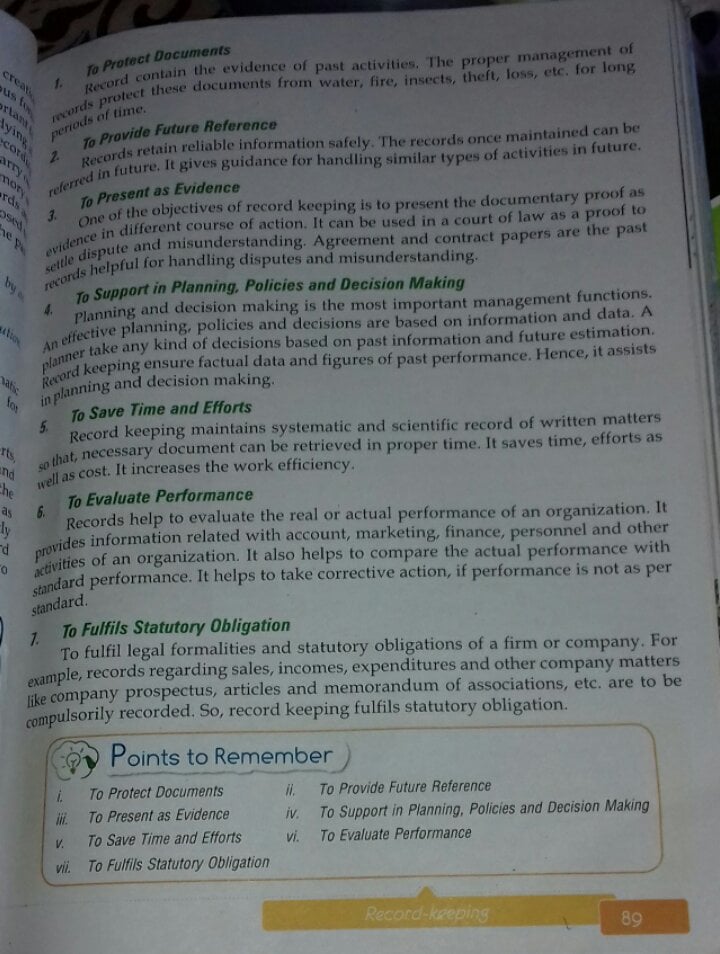 1. To Protect Documents
Record contain the evidence of past activities. The proper management of
records protect these documents from water, fire, insects, theft, loss, etc. for long
periods of time.
2. To Provide Future Reference
Records retain reliable information safely. The records once maintained can be
referred in future. It gives guidance for handling similar types of activities in future.
3. To Present as Evidence
One of the objectives of record keeping is to present the documentary proof as
evidence in different course of action. It can be used in a court of law as a proof to
settle dispute and misunderstanding. Agreement and contract papers are the past
records helpful for handling disputes and misunderstanding.
4. To Support in Planning, Policies and Decision Making
Planning and decision making is the most important management functions.
An effective planning, policies and decisions are based on information and data. A
planner take any kind of decisions based on past information and future estimation.
Record keeping ensure factual data and figures of past performance. Hence, it assists
in planning and decision making.
5. To Save Time and Efforts
Record keeping maintains systematic and scientific record of written matters
so that, necessary document can be retrieved in proper time. It saves time, efforts as
well as cost. It increases the work efficiency.
6. To Evaluate Performance
Records help to evaluate the real or actual performance of an organization. It
provides information related with account, marketing, finance, personnel and other
activities of an organization. It also helps to compare the actual performance with
standard performance. It helps to take corrective action, if performance is not as per
standard.
7. To Fulfils Statutory Obligation
To fulfil legal formalities and statutory obligations of a firm or company. For
example, records regarding sales, incomes, expenditures and other company matters
like company prospectus, articles and memorandum of associations, etc. are to be
compulsorily recorded. So, record keeping fulfils statutory obligation.
Points to Remember
i. To Protect Documents ii. To Provide Future Reference
iii. To Present as Evidence iv. To Support in Planning, Policies and Decision Making
v. To Save Time and Efforts vi. To Evaluate Performance
vii. To Fulfils Statutory Obligation
Record-keeping 89